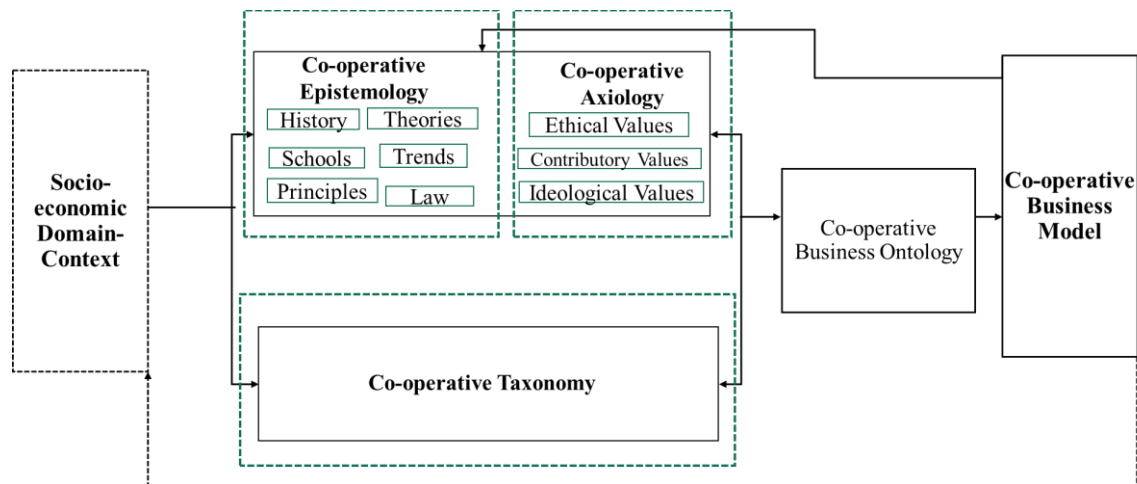 Socio-
economic
Domain-
Context
Co-operative
Epistemology
History
Theories
Schools
Trends
Principles
Law
Co-operative
Axiology
Ethical Values
Contributory Values
Ideological Values
Co-operative Taxonomy
Co-operative
Business Ontology
Co-operative
Business
Model